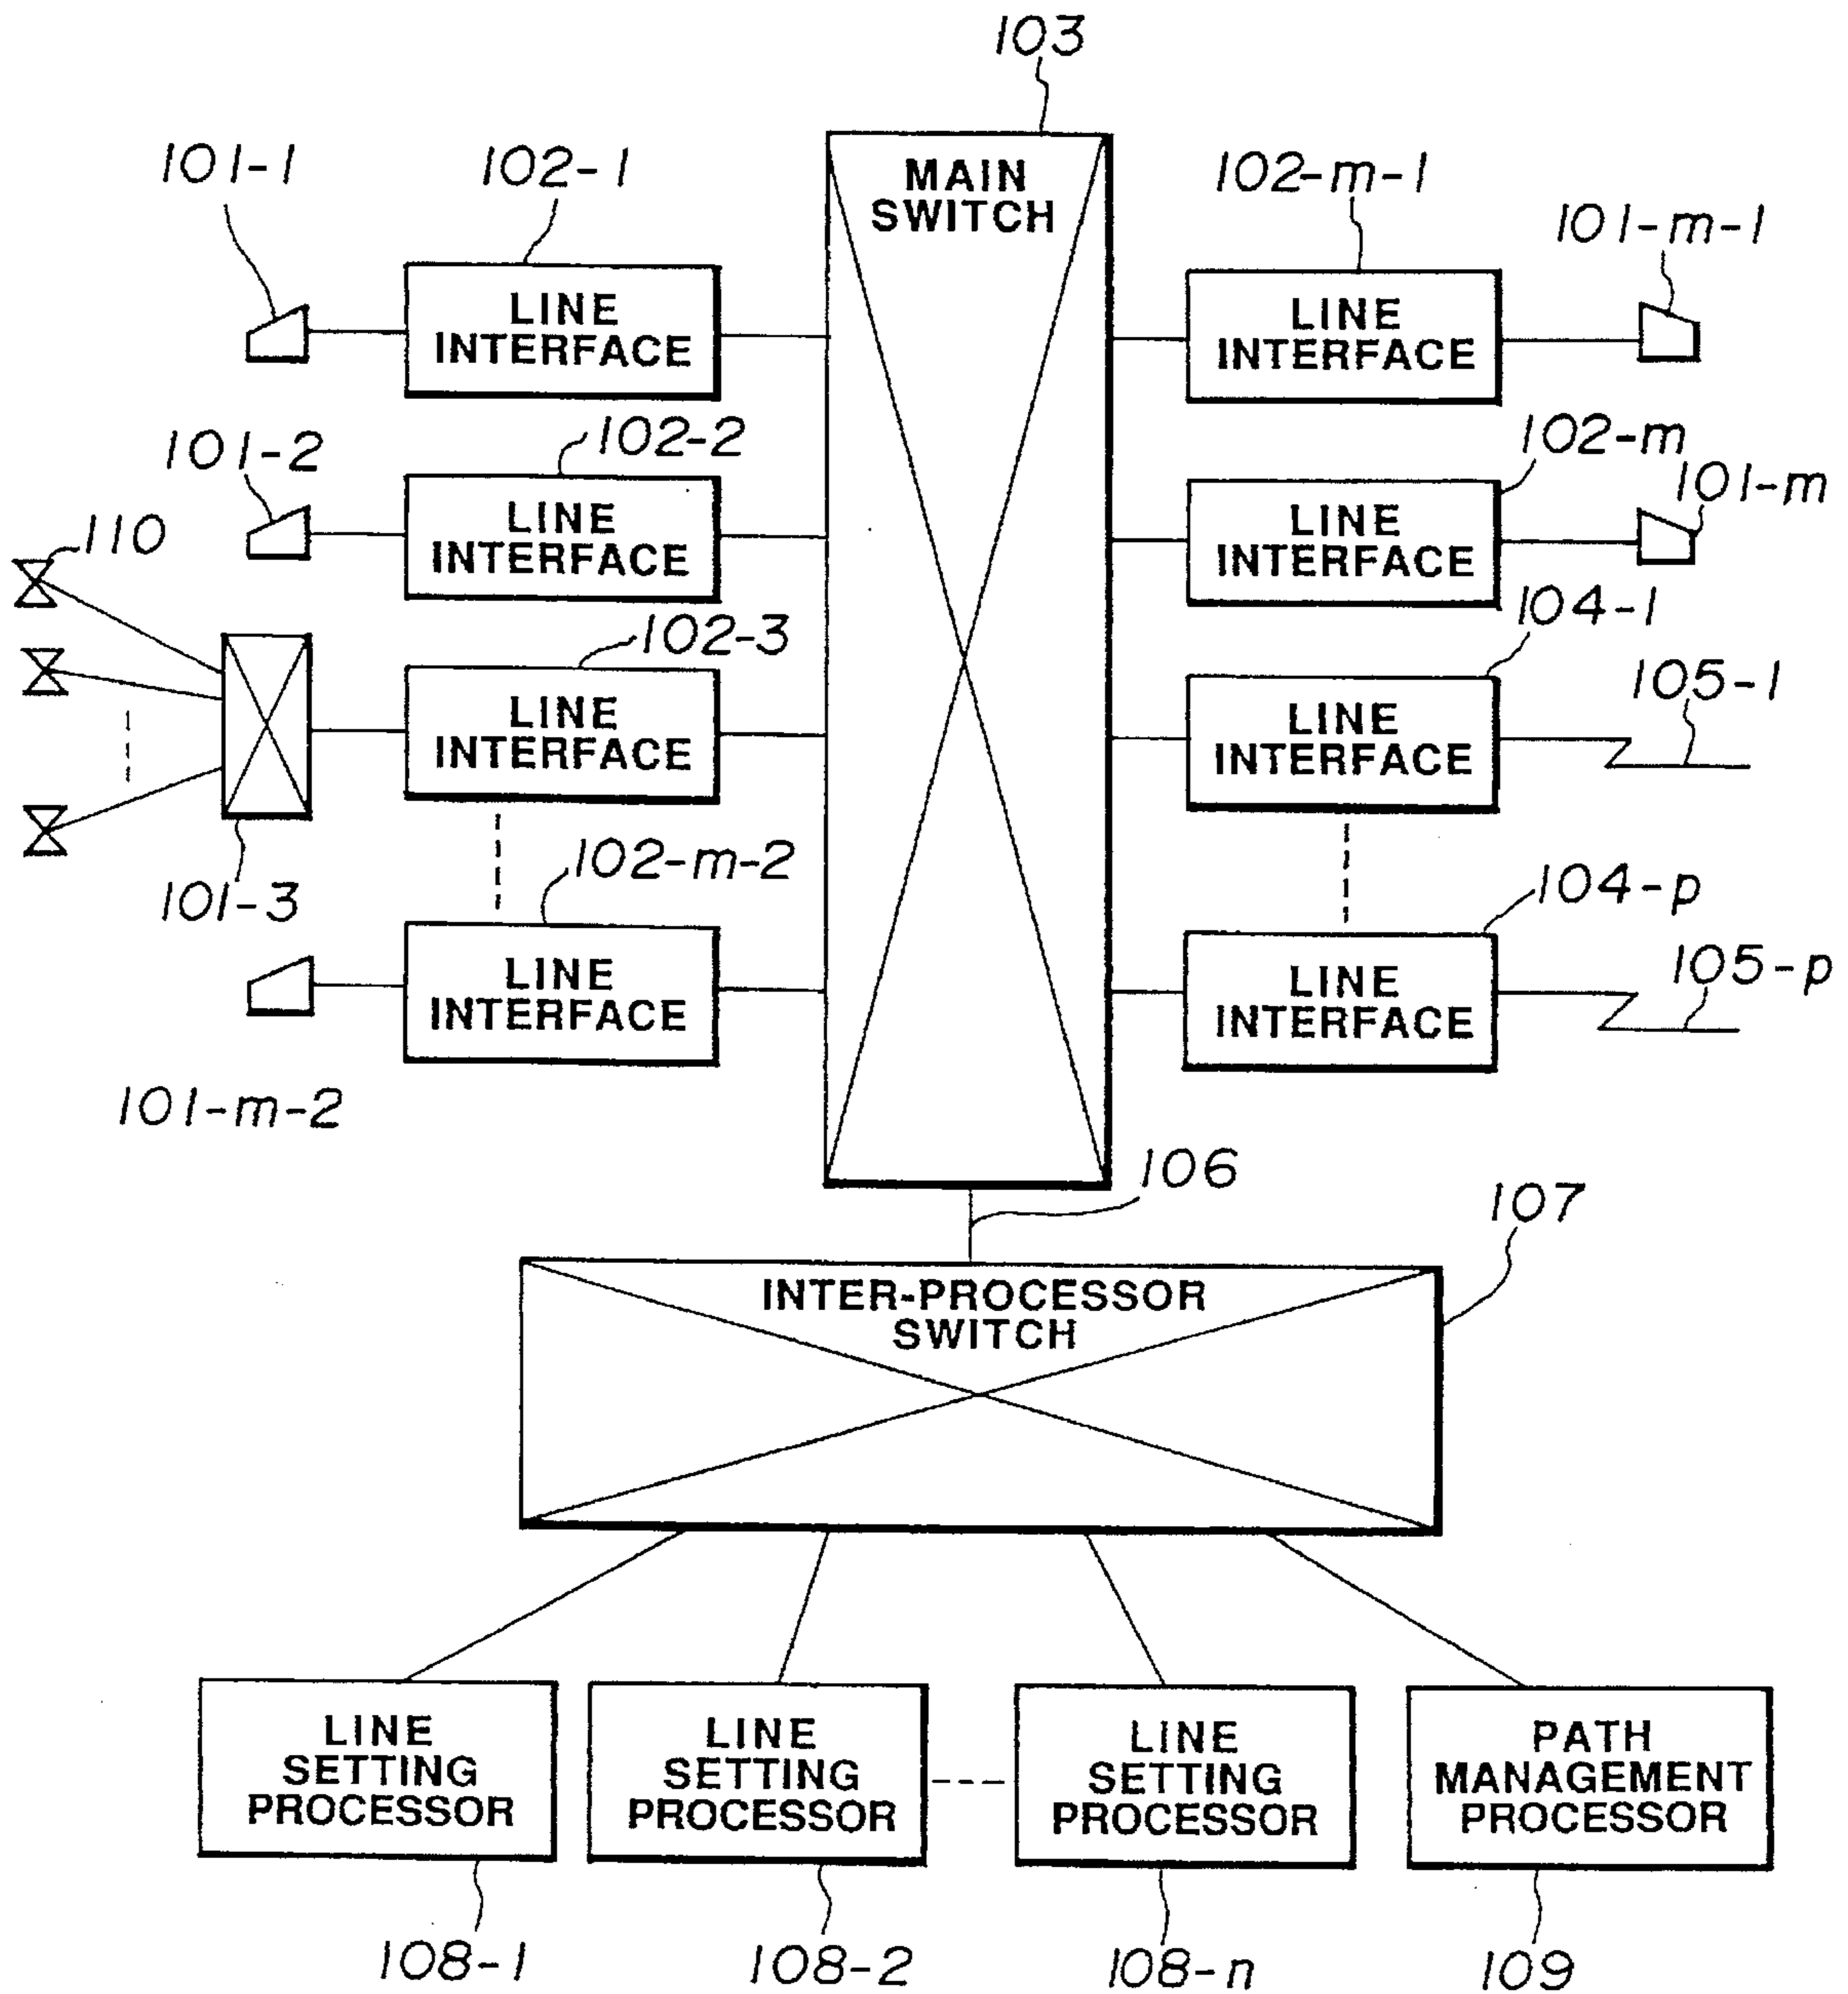 103
101-1
102-1
MAIN
SWITCH
102-m-1
101-m-1
LINE
INTERFACE
LINE
INTERFACE
101-2
102-2
102-m
101-m
110
LINE
INTERFACE
LINE
INTERFACE
104-1
102-3
105-1
LINE
INTERFACE
LINE
INTERFACE
101-3
102-m-2
104-p
105-p
LINE
INTERFACE
LINE
INTERFACE
101-m-2
106
107
INTER-PROCESSOR
SWITCH
LINE
SETTING
PROCESSOR
LINE
SETTING
PROCESSOR
LINE
SETTING
PROCESSOR
PATH
MANAGEMENT
PROCESSOR
108-1
108-2
108-n
109